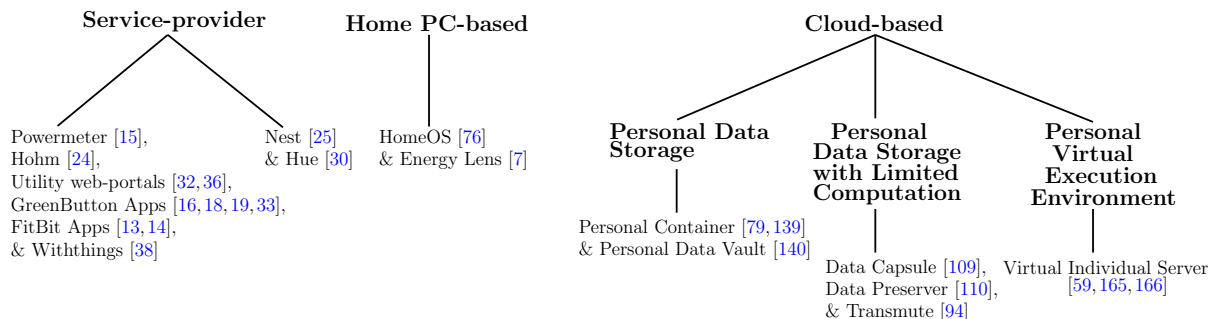 Service-provider
Home PC-based
Cloud-based
Powermeter [15],
Hohm [24],
Utility web-portals [32, 36],
GreenButton Apps [16, 18, 19, 33],
FitBit Apps [13, 14],
& Withthings [38]
Nest [25]
& Hue [30]
HomeOS [76]
& Energy Lens [7]
Personal Data
Storage
Personal Container [79, 139]
& Personal Data Vault [140]
Personal
Data Storage
with Limited
Computation
Data Capsule [109],
Data Preserver [110],
& Transmute [94]
Personal
Virtual
Execution
Environment
Virtual Individual Server
[59, 165, 166]